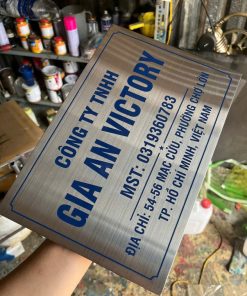 CÔNG TY TNHH
GIA AN VICTORY
MST: 0319360783
ĐỊA CHỈ: 54-56 MẠC CỬU, PHƯỜNG CHỢ LỚN
TP. HỒ CHÍ MINH, VIỆT NAM